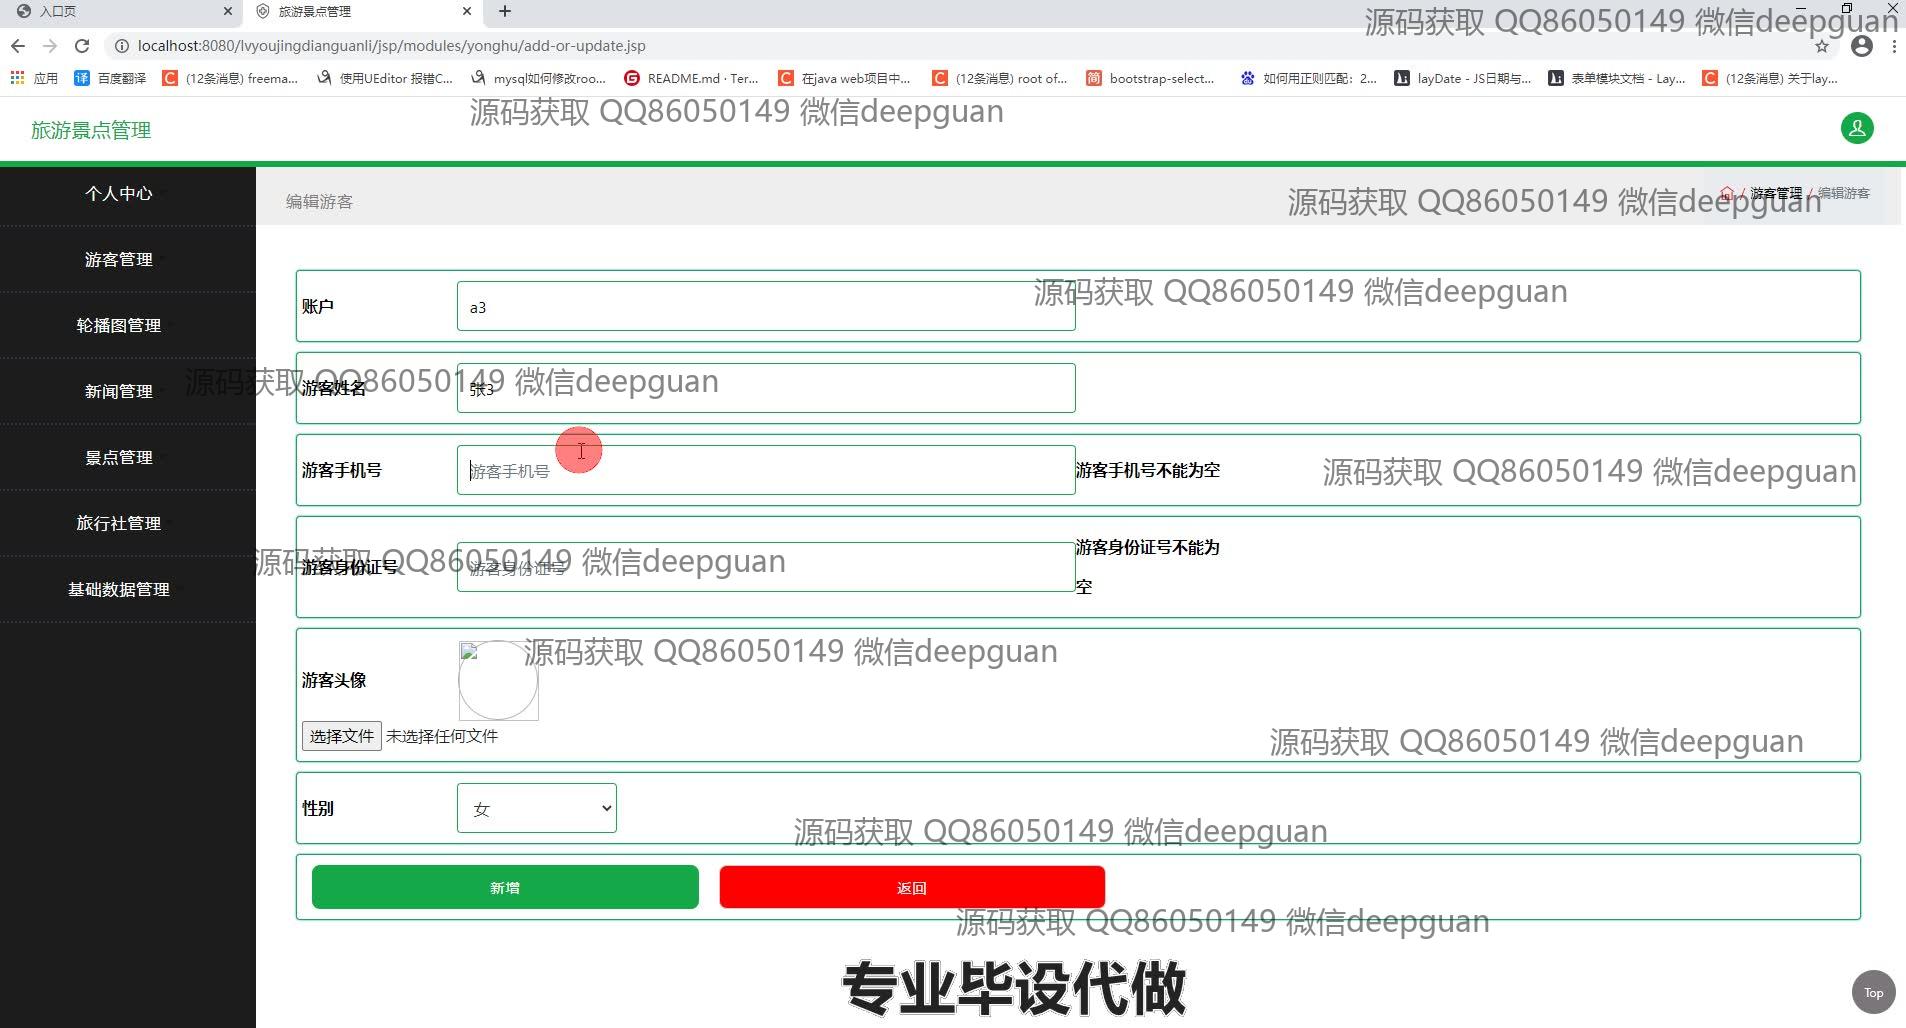 入口页
旅游景点管理
源码获取 QQ86050149 微信deepguan
localhost:8080/lvyoujingdianguanli/jsp/modules/yonghu/add-or-update.jsp
应用
百度翻译
(12条消息) freema...
使用UEditor 报错C...
mysql如何修改roo...
README.md · Ter...
在java web项目中...
(12条消息) root of...
bootstrap-select...
如何用正则匹配：2...
layDate - JS日期与...
表单模块文档 - Lay...
(12条消息) 关于lay...
源码获取 QQ86050149 微信deepguan
旅游景点管理
个人中心
编辑游客
源码获取 QQ86050149 微信deepguan
/ 游客管理 / 编辑游客
游客管理
账户
a3
源码获取 QQ86050149 微信deepguan
轮播图管理
新闻管理
源码获取 QQ86050149 微信deepguan
游客姓名
张3
景点管理
游客手机号
游客手机号
游客手机号不能为空
源码获取 QQ86050149 微信deepguan
旅行社管理
源码获取 QQ86050149 微信deepguan
游客身份证号
游客身份证号
游客身份证号不能为
空
基础数据管理
源码获取 QQ86050149 微信deepguan
游客头像
选择文件 未选择任何文件
源码获取 QQ86050149 微信deepguan
性别
女
源码获取 QQ86050149 微信deepguan
新增
返回
源码获取 QQ86050149 微信deepguan
专业毕设代做
Top